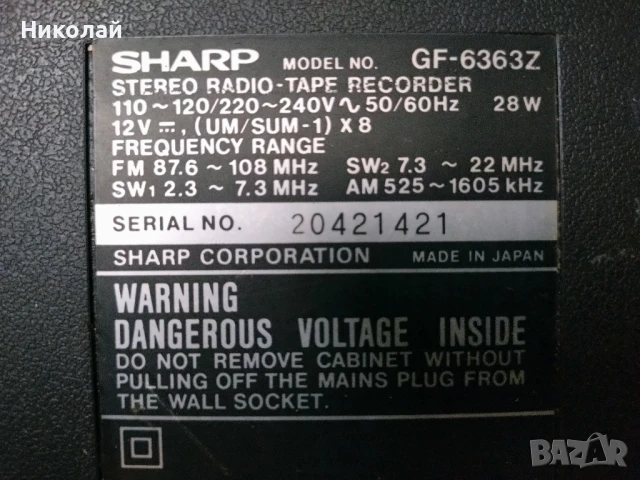 Николай
SHARP MODEL NO. GF-6363Z
STEREO RADIO-TAPE RECORDER
110~120/220~240V∿50/60Hz 28W
12V ⎓, (UM/SUM-1) X 8
FREQUENCY RANGE
FM 87.6 ~ 108 MHz SW2 7.3 ~ 22 MHz
SW1 2.3 ~ 7.3 MHz AM 525~1605 kHz
SERIAL NO. 20421421
SHARP CORPORATION MADE IN JAPAN
WARNING
DANGEROUS VOLTAGE INSIDE
DO NOT REMOVE CABINET WITHOUT
PULLING OFF THE MAINS PLUG FROM
THE WALL SOCKET.
BAZAR